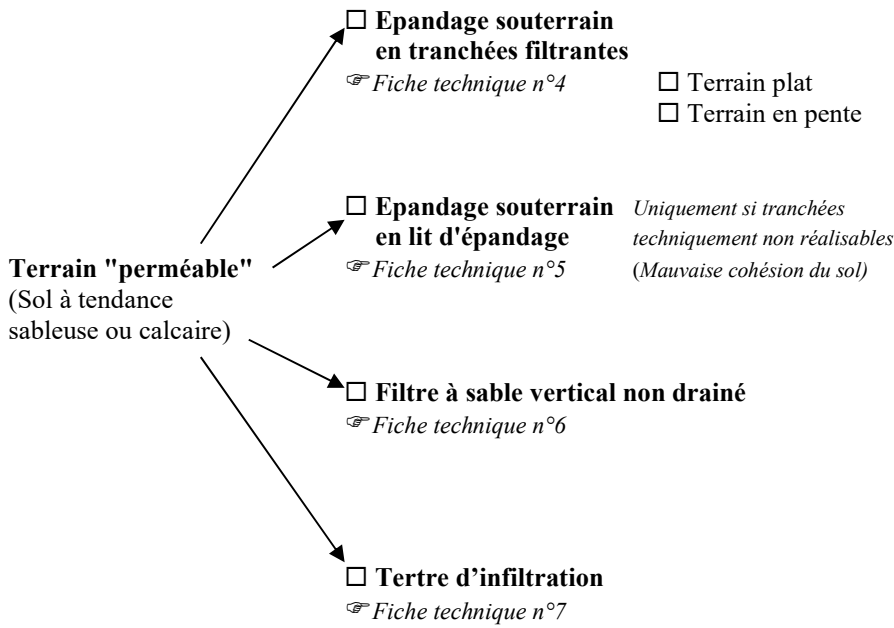 ☐ Epandage souterrain
en tranchées filtrantes
☞ Fiche technique n°4
☐ Terrain plat
☐ Terrain en pente
☐ Epandage souterrain
en lit d'épandage
☞ Fiche technique n°5
Uniquement si tranchées
techniquement non réalisables
(Mauvaise cohésion du sol)
Terrain "perméable"
(Sol à tendance
sableuse ou calcaire)
☐ Filtre à sable vertical non drainé
☞ Fiche technique n°6
☐ Tertre d’infiltration
☞ Fiche technique n°7